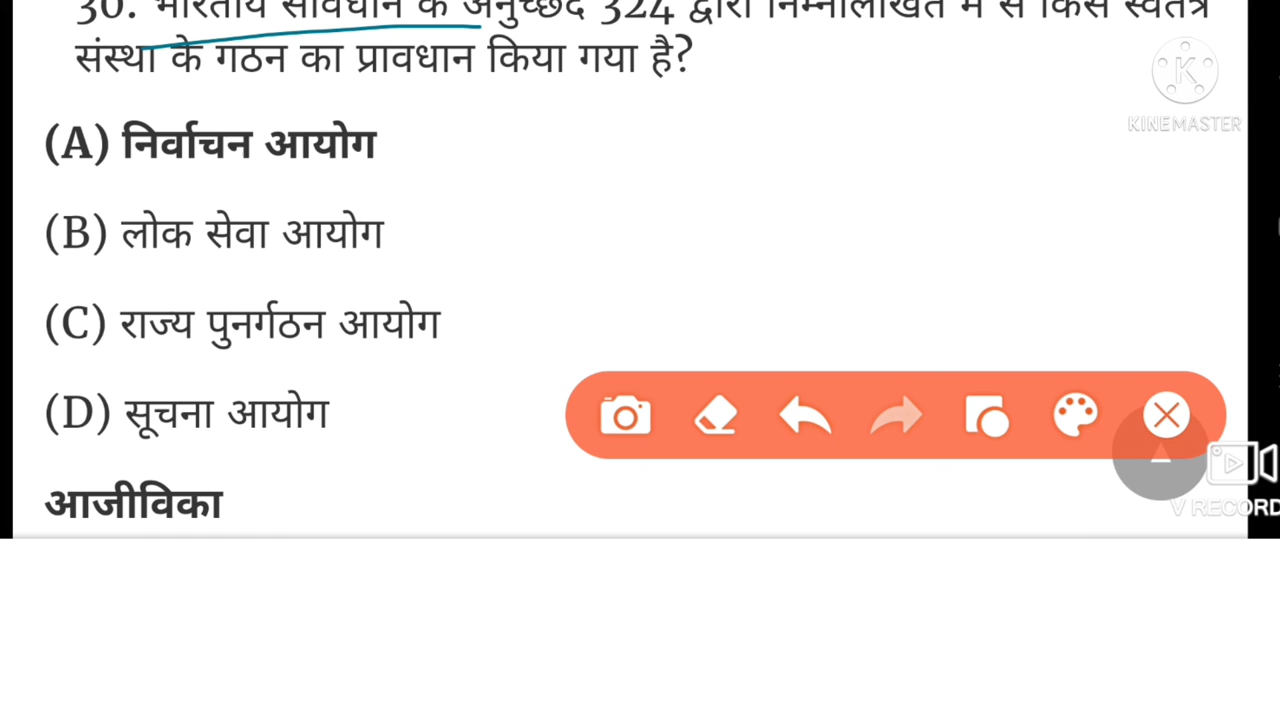 30. भारतीय संविधान के अनुच्छेद 324 द्वारा निम्नलिखित में से किस स्वतंत्र
संस्था के गठन का प्रावधान किया गया है?
KINEMASTER
(A) निर्वाचन आयोग
(B) लोक सेवा आयोग
(C) राज्य पुनर्गठन आयोग
(D) सूचना आयोग
V RECORD
आजीविका